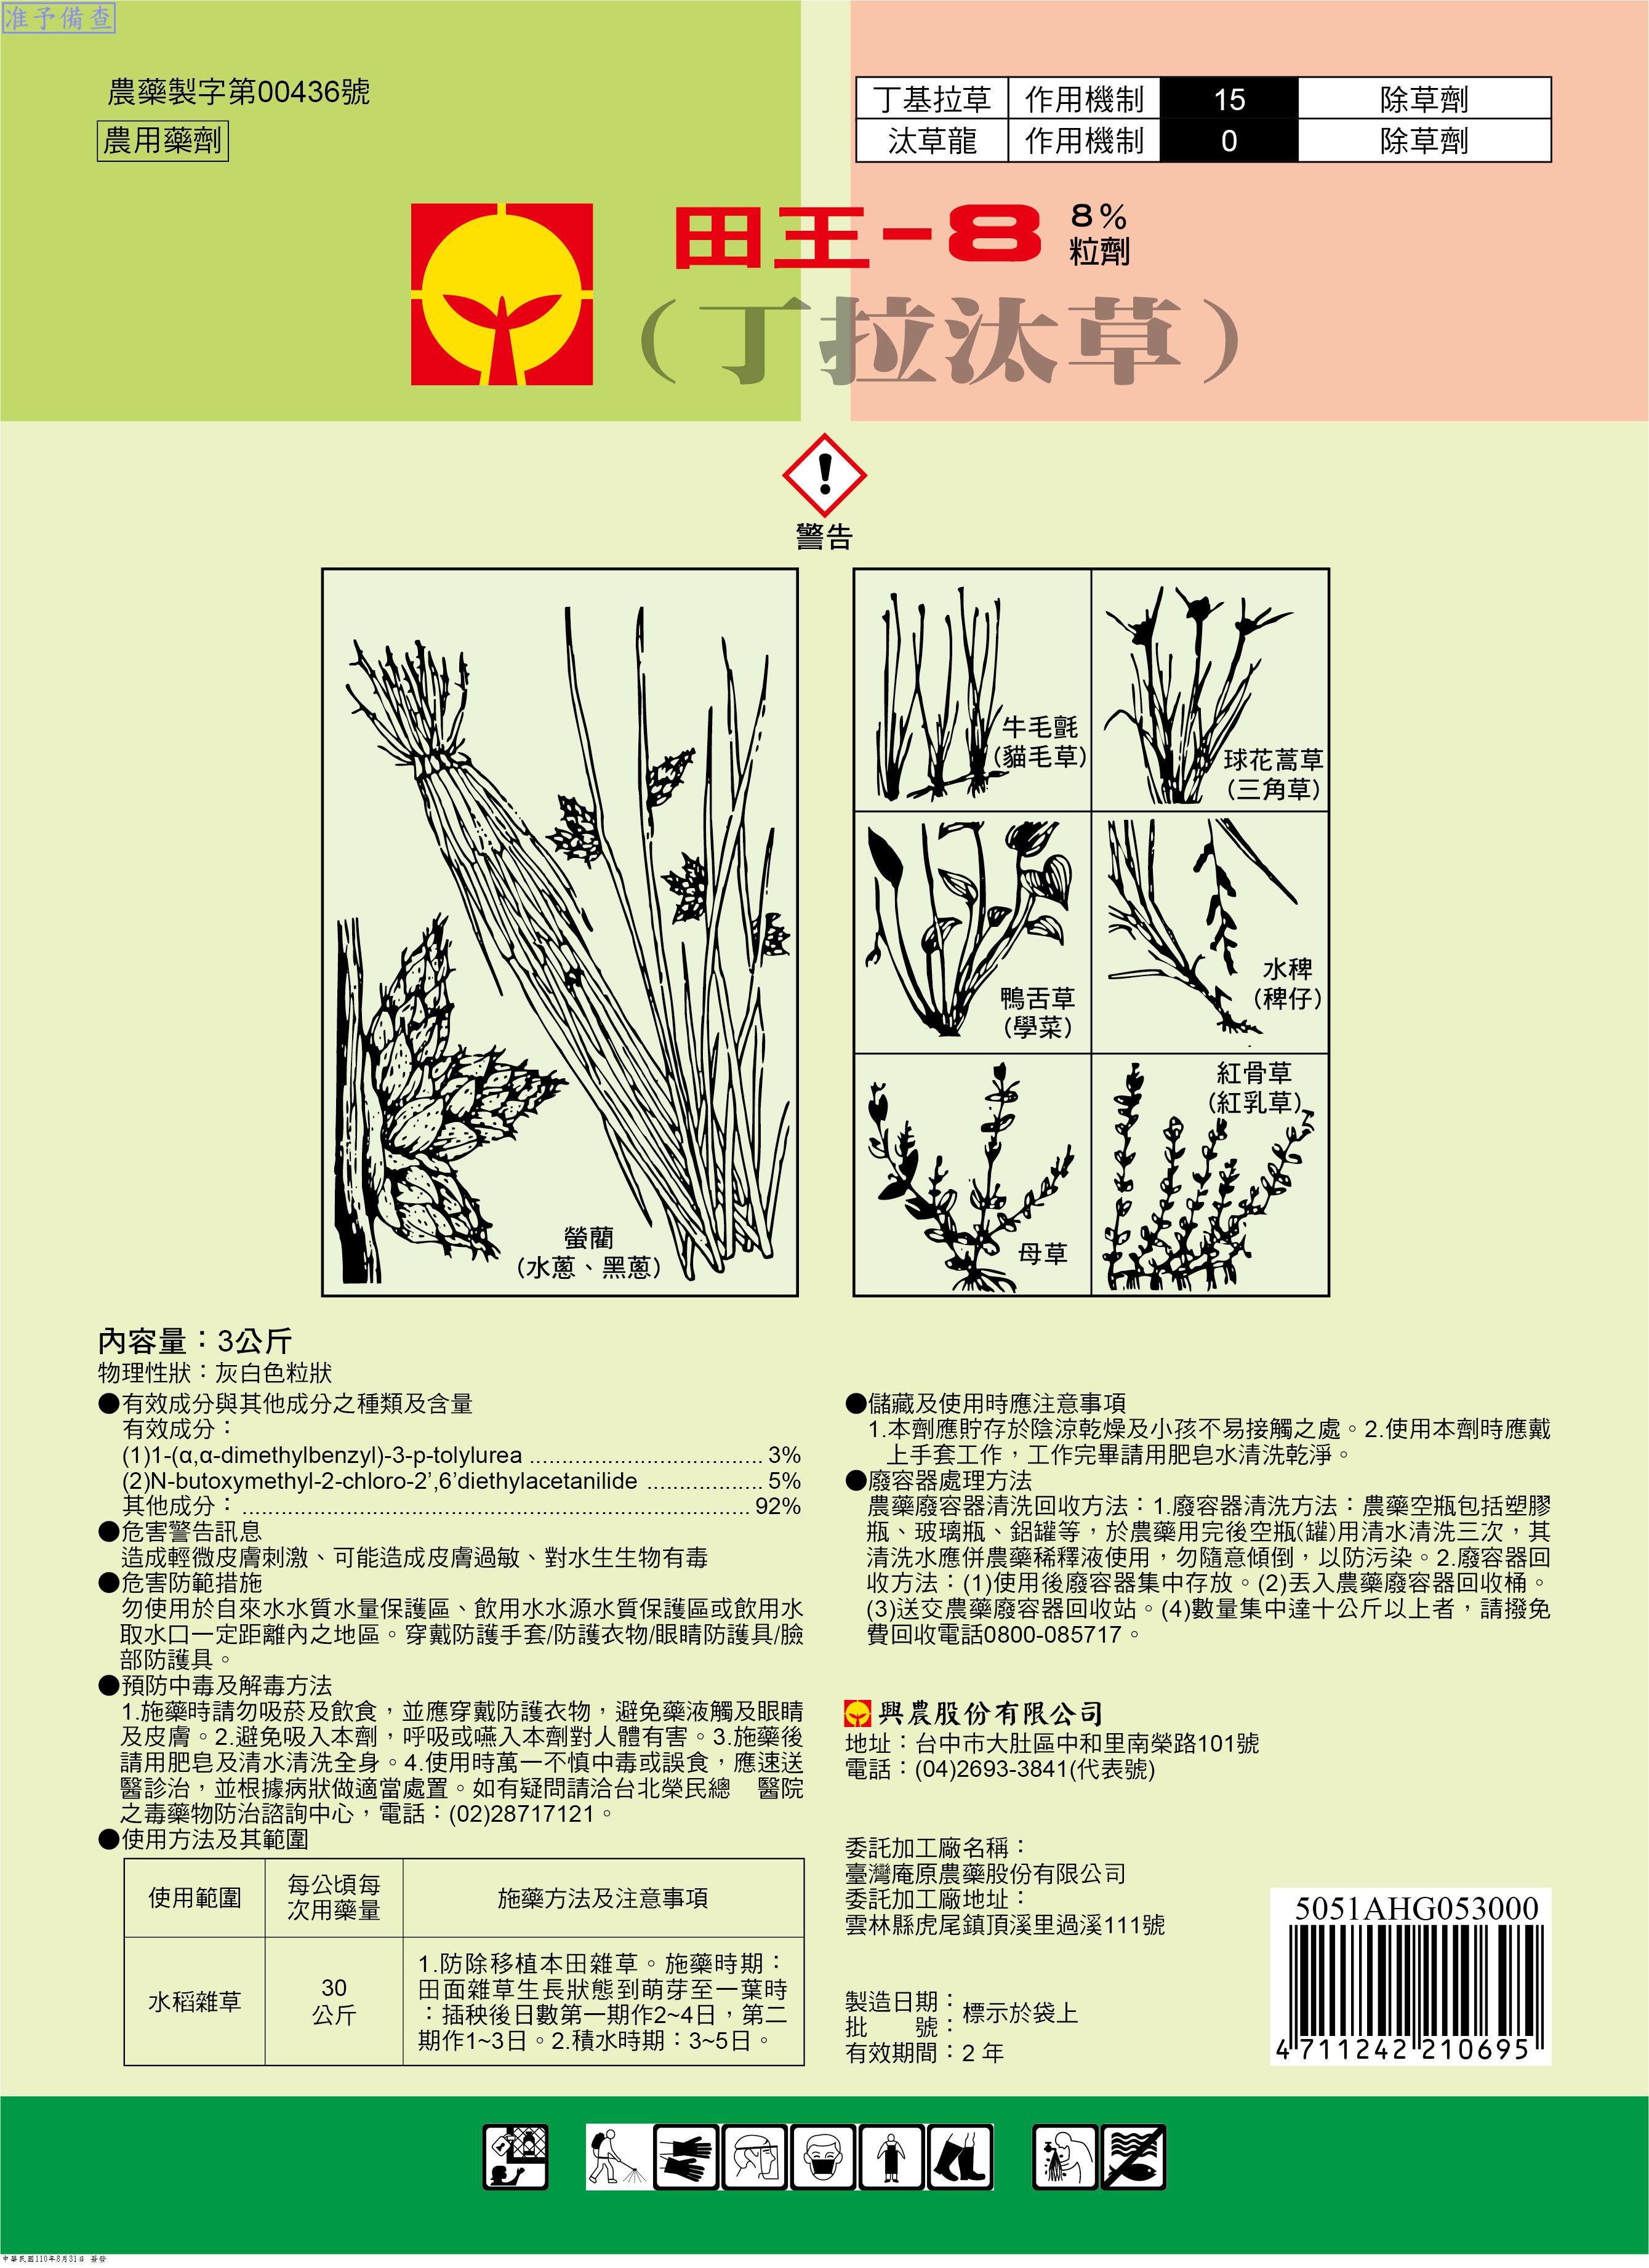 准予備查
農藥製字第00436號
農用藥劑
丁基拉草 作用機制 15 除草劑
汰草龍 作用機制 0 除草劑
田王-8 8%
粒劑
(丁拉汰草)
警告
螢藺
(水蔥、黑蔥)
牛毛氈
(貓毛草)
球花蒿草
(三角草)
鴨舌草
(學菜)
水稗
(稗仔)
母草
紅骨草
(紅乳草)
內容量：3公斤
物理性狀：灰白色粒狀
●有效成分與其他成分之種類及含量
有效成分：
(1)1-(α,α-dimethylbenzyl)-3-p-tolylurea .................................... 3%
(2)N-butoxymethyl-2-chloro-2’,6’diethylacetanilide .................. 5%
其他成分： .............................................................................. 92%
●危害警告訊息
造成輕微皮膚刺激、可能造成皮膚過敏、對水生生物有毒
●危害防範措施
勿使用於自來水水質水量保護區、飲用水水源水質保護區或飲用水
取水口一定距離內之地區。穿戴防護手套/防護衣物/眼睛防護具/臉
部防護具。
●預防中毒及解毒方法
1.施藥時請勿吸菸及飲食，並應穿戴防護衣物，避免藥液觸及眼睛
及皮膚。2.避免吸入本劑，呼吸或嚥入本劑對人體有害。3.施藥後
請用肥皂及清水清洗全身。4.使用時萬一不慎中毒或誤食，應速送
醫診治，並根據病狀做適當處置。如有疑問請洽台北榮民總　醫院
之毒藥物防治諮詢中心，電話：(02)28717121。
●使用方法及其範圍
使用範圍
每公頃每
次用藥量
施藥方法及注意事項
水稻雜草
30
公斤
1.防除移植本田雜草。施藥時期：
田面雜草生長狀態到萌芽至一葉時
：插秧後日數第一期作2~4日，第二
期作1~3日。2.積水時期：3~5日。
●儲藏及使用時應注意事項
1.本劑應貯存於陰涼乾燥及小孩不易接觸之處。2.使用本劑時應戴
上手套工作，工作完畢請用肥皂水清洗乾淨。
●廢容器處理方法
農藥廢容器清洗回收方法：1.廢容器清洗方法：農藥空瓶包括塑膠
瓶、玻璃瓶、鋁罐等，於農藥用完後空瓶(罐)用清水清洗三次，其
清洗水應併農藥稀釋液使用，勿隨意傾倒，以防污染。2.廢容器回
收方法：(1)使用後廢容器集中存放。(2)丟入農藥廢容器回收桶。
(3)送交農藥廢容器回收站。(4)數量集中達十公斤以上者，請撥免
費回收電話0800-085717。
興農股份有限公司
地址：台中市大肚區中和里南榮路101號
電話：(04)2693-3841(代表號)
委託加工廠名稱：
臺灣庵原農藥股份有限公司
委託加工廠地址：
雲林縣虎尾鎮頂溪里過溪111號
製造日期：
批　　號：標示於袋上
有效期間：2 年
5051AHG053000
4 711242 210695
中華民國110年8月31日 簽發